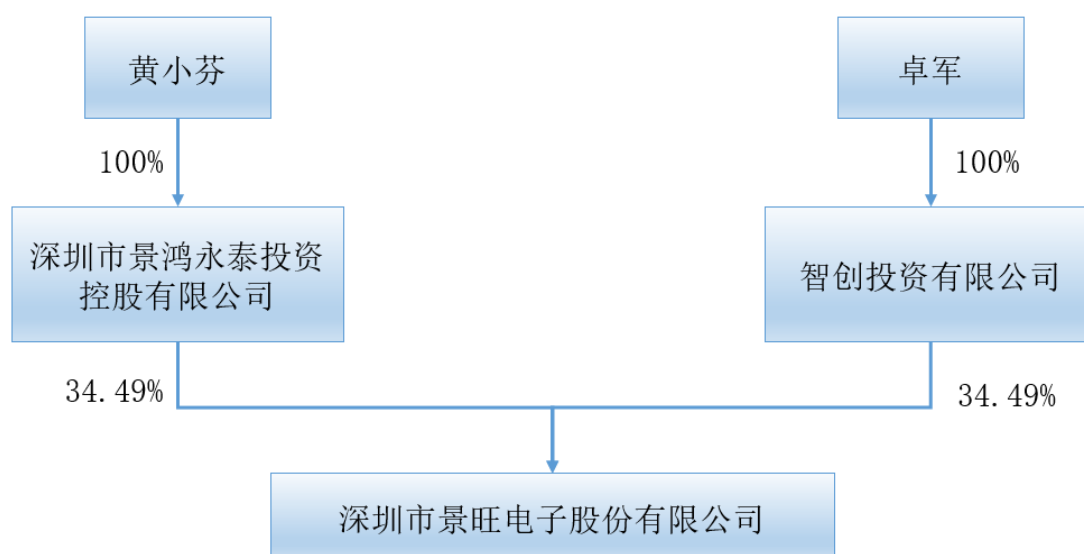 黄小芬
卓军
100%
100%
深圳市景鸿永泰投资
控股有限公司
智创投资有限公司
34.49%
34.49%
深圳市景旺电子股份有限公司